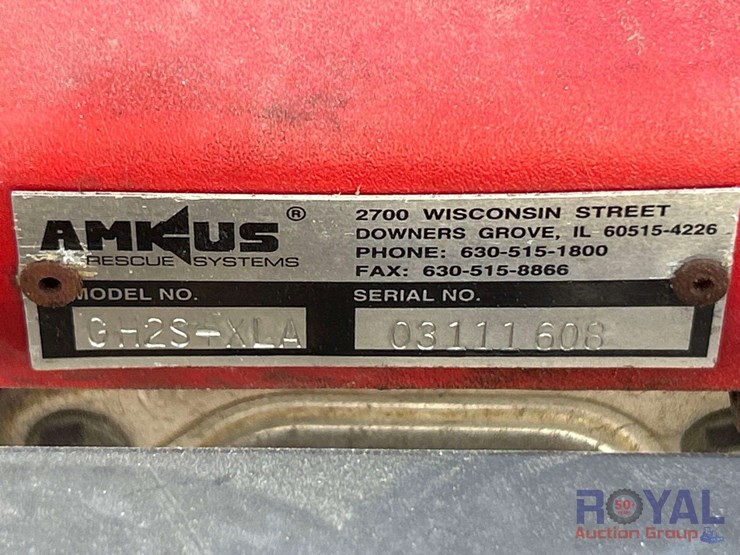 AMKUS®
RESCUE SYSTEMS
2700 WISCONSIN STREET
DOWNERS GROVE, IL 60515-4226
PHONE: 630-515-1800
FAX: 630-515-8866
MODEL NO.
GH2S-XLA
SERIAL NO.
03111608
50
ROYAL
Auction Group